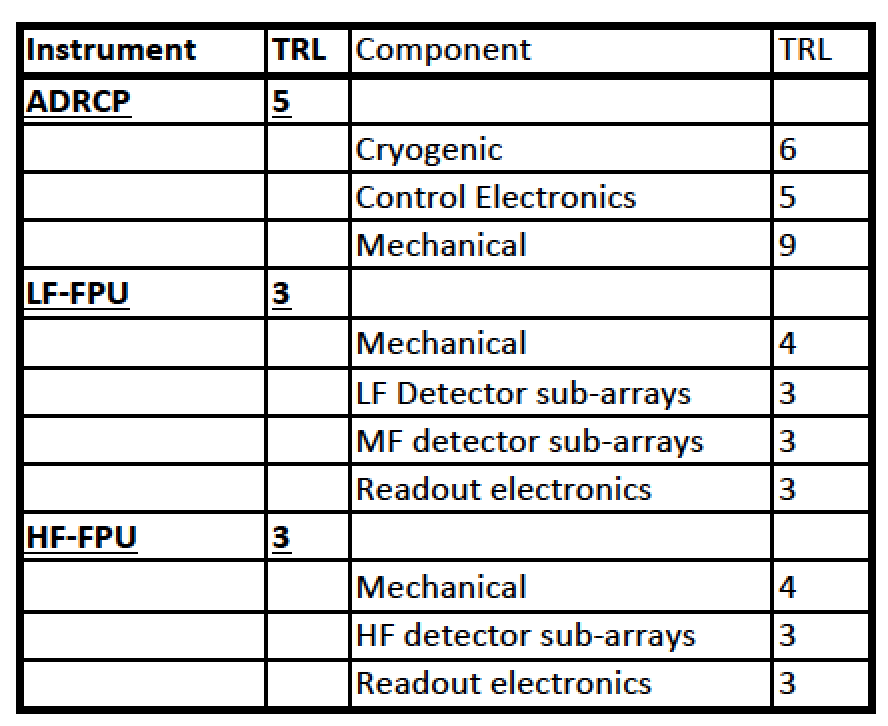 Instrument TRL Component TRL
ADRCP 5
Cryogenic 6
Control Electronics 5
Mechanical 9
LF-FPU 3
Mechanical 4
LF Detector sub-arrays 3
MF detector sub-arrays 3
Readout electronics 3
HF-FPU 3
Mechanical 4
HF detector sub-arrays 3
Readout electronics 3